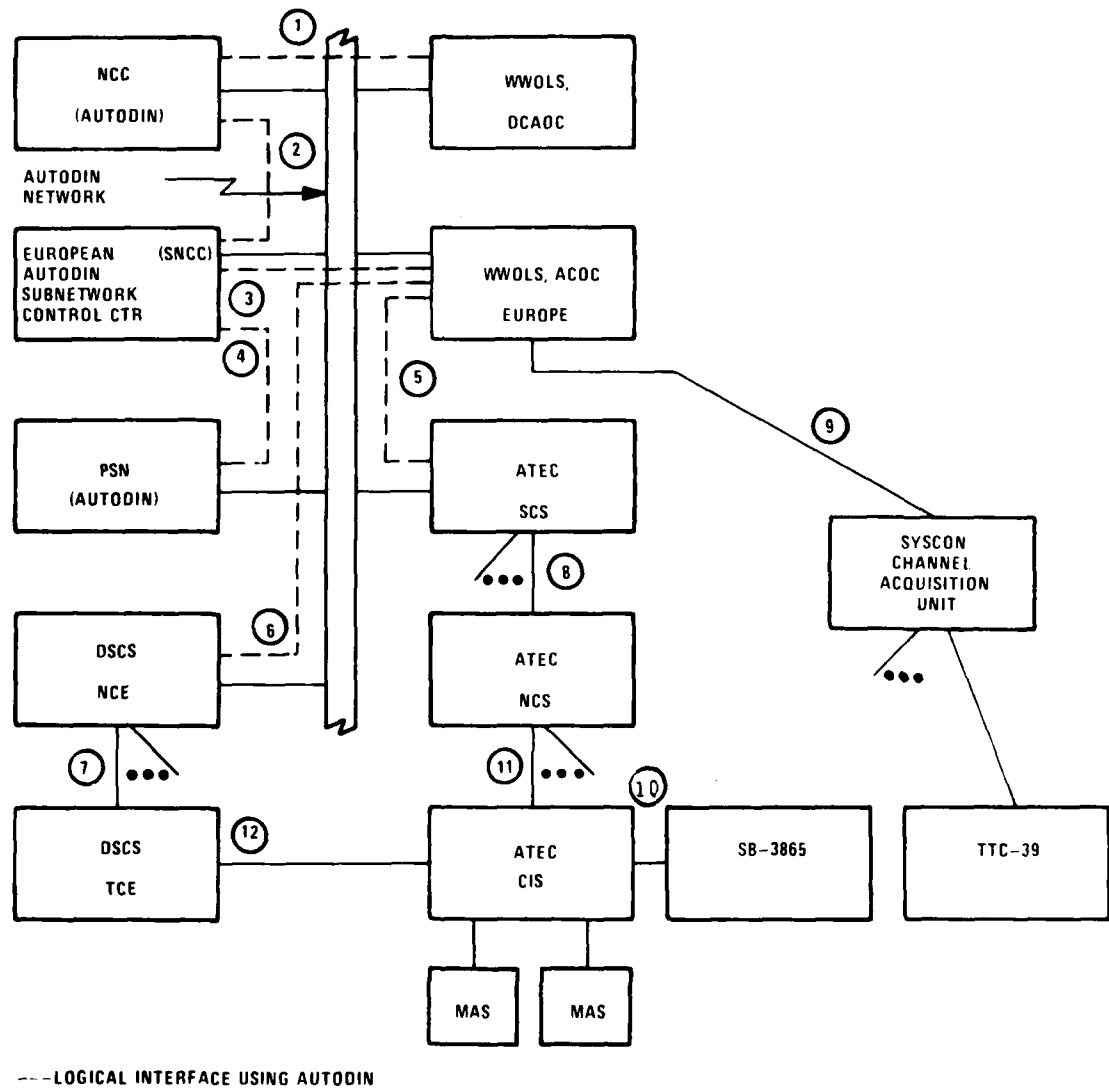 1
NCC
(AUTODIN)
WWOLS,
DCAOC
2
AUTODIN
NETWORK
EUROPEAN (SNCC)
AUTODIN
SUBNETWORK
CONTROL CTR
WWOLS, ACOC
EUROPE
3
4
5
9
PSN
(AUTODIN)
ATEC
SCS
SYSCON
CHANNEL
ACQUISITION
UNIT
8
6
DSCS
NCE
ATEC
NCS
7
11
10
12
DSCS
TCE
ATEC
CIS
SB-3865
TTC-39
MAS
MAS
---LOGICAL INTERFACE USING AUTODIN